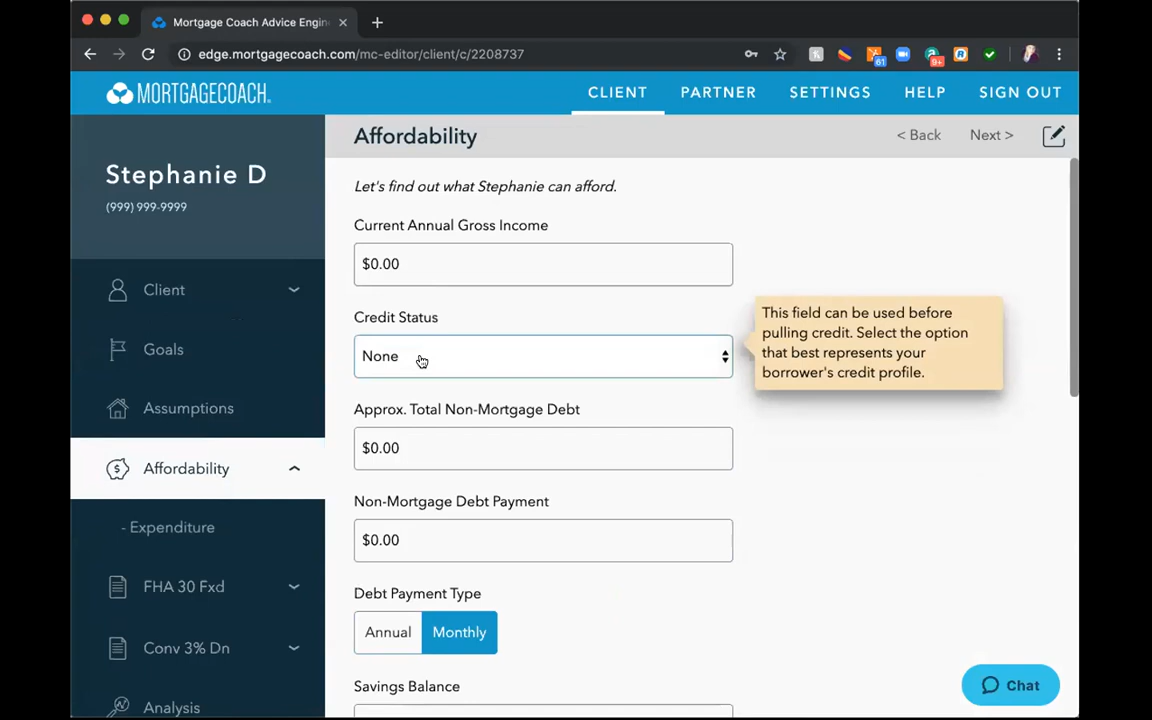 Mortgage Coach Advice Engin
edge.mortgagecoach.com/mc-editor/client/c/2208737
61
9+
MORTGAGECOACH.
CLIENT
PARTNER
SETTINGS
HELP
SIGN OUT
Stephanie D
(999) 999-9999
Client
Goals
Assumptions
Affordability
- Expenditure
FHA 30 Fxd
Conv 3% Dn
Analysis
Affordability
< Back
Next >
Let's find out what Stephanie can afford.
Current Annual Gross Income
$0.00
Credit Status
None
This field can be used before
pulling credit. Select the option
that best represents your
borrower's credit profile.
Approx. Total Non-Mortgage Debt
$0.00
Non-Mortgage Debt Payment
$0.00
Debt Payment Type
Annual
Monthly
Savings Balance
Chat